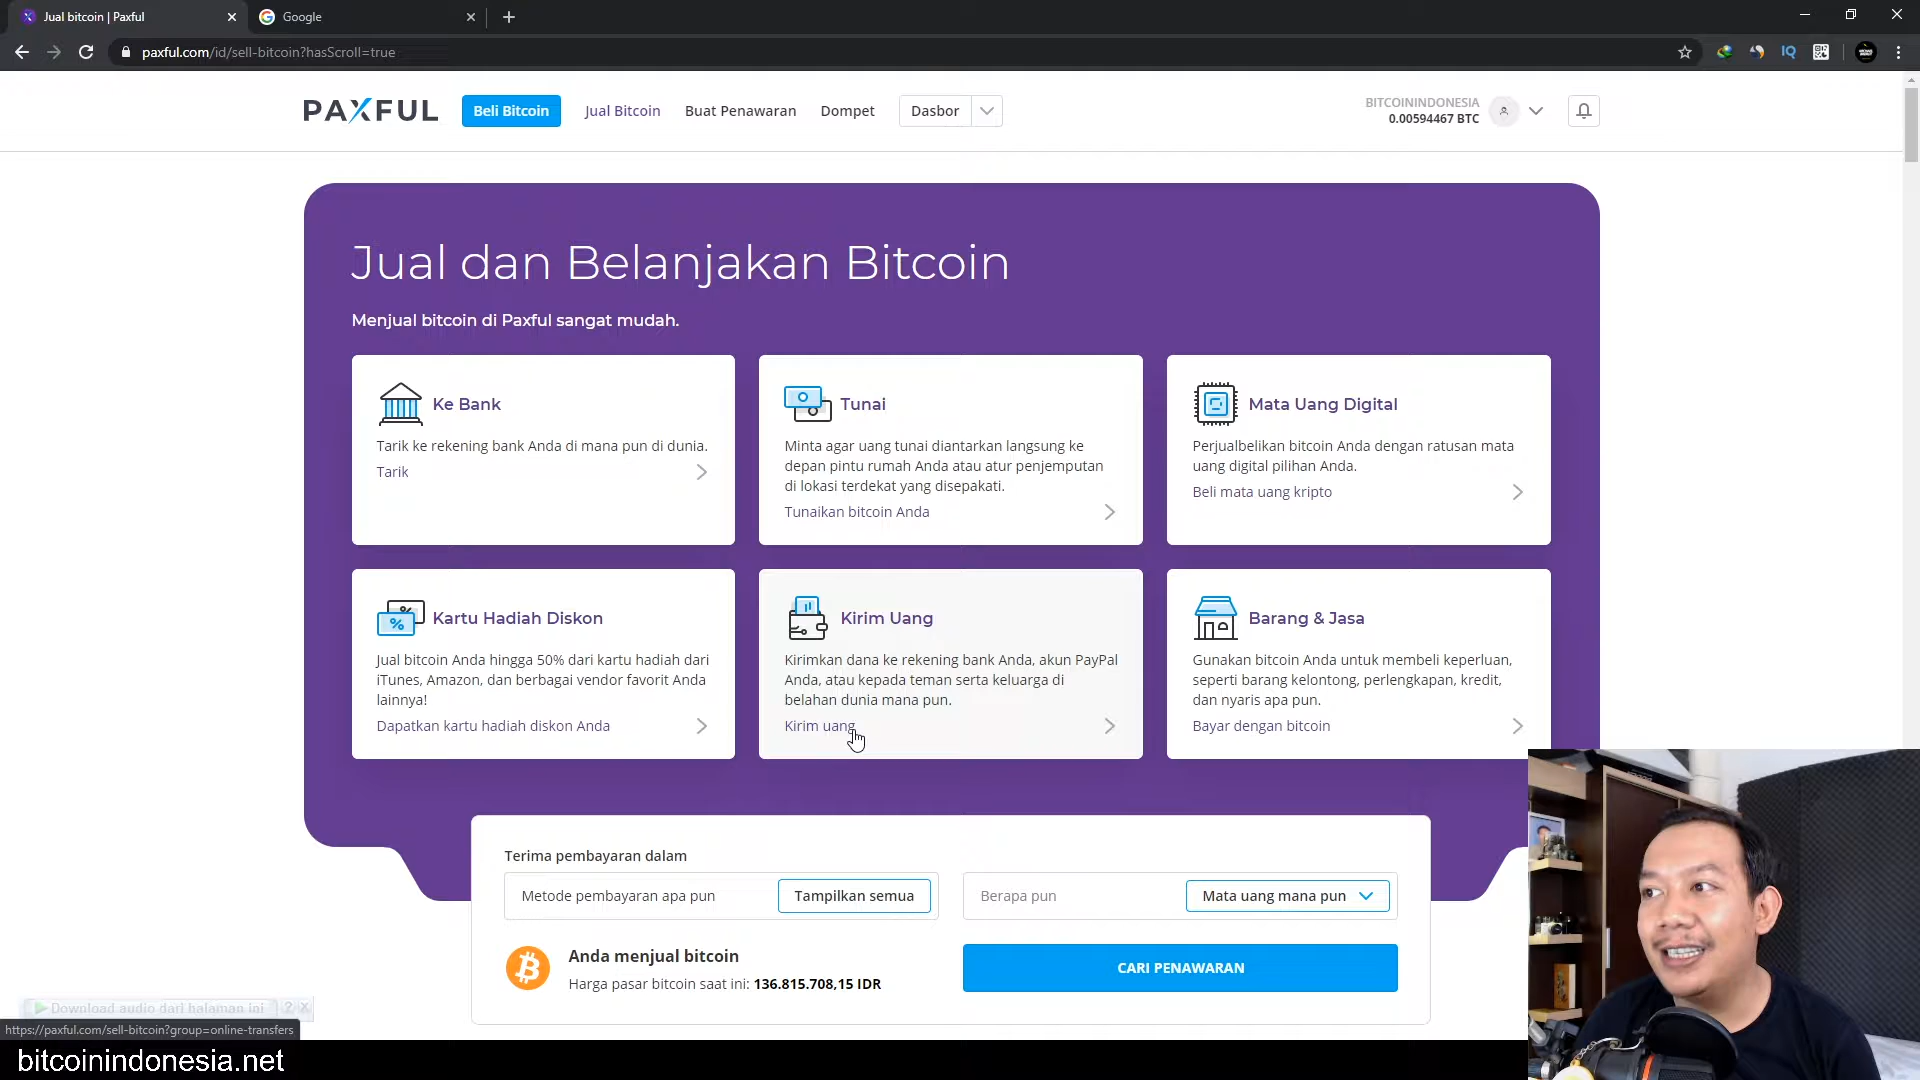 Jual bitcoin | Paxful
Google
paxful.com/id/sell-bitcoin?hasScroll=true
IQ
PAXFUL
Beli Bitcoin
Jual Bitcoin
Buat Penawaran
Dompet
Dasbor
BITCOININDONESIA
0.00594467 BTC
Jual dan Belanjakan Bitcoin
Menjual bitcoin di Paxful sangat mudah.
Ke Bank
Tarik ke rekening bank Anda di mana pun di dunia.
Tarik
Tunai
Minta agar uang tunai diantarkan langsung ke
depan pintu rumah Anda atau atur penjemputan
di lokasi terdekat yang disepakati.
Tunaikan bitcoin Anda
Mata Uang Digital
Perjualbelikan bitcoin Anda dengan ratusan mata
uang digital pilihan Anda.
Beli mata uang kripto
Kartu Hadiah Diskon
Jual bitcoin Anda hingga 50% dari kartu hadiah dari
iTunes, Amazon, dan berbagai vendor favorit Anda
lainnya!
Dapatkan kartu hadiah diskon Anda
Kirim Uang
Kirimkan dana ke rekening bank Anda, akun PayPal
Anda, atau kepada teman serta keluarga di
belahan dunia mana pun.
Kirim uang
Barang & Jasa
Gunakan bitcoin Anda untuk membeli keperluan,
seperti barang kelontong, perlengkapan, kredit,
dan nyaris apa pun.
Bayar dengan bitcoin
Terima pembayaran dalam
Metode pembayaran apa pun
Tampilkan semua
Berapa pun
Mata uang mana pun
Anda menjual bitcoin
Harga pasar bitcoin saat ini: 136.815.708,15 IDR
CARI PENAWARAN
Download audio dari halaman ini
? X
https://paxful.com/sell-bitcoin?group=online-transfers
bitcoinindonesia.net